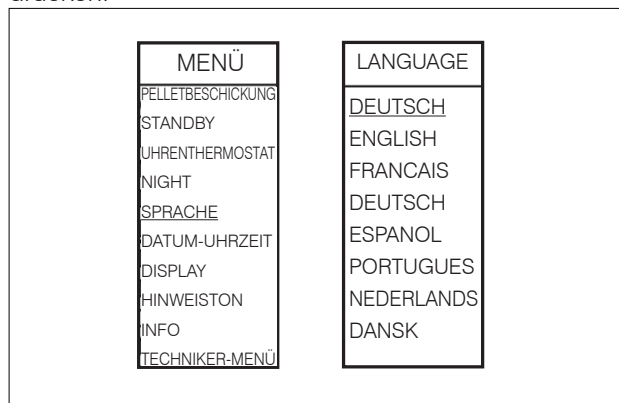 MENÜ
PELLETBESCHICKUNG
STANDBY
UHRENTHERMOSTAT
NIGHT
SPRACHE
DATUM-UHRZEIT
DISPLAY
HINWEISTON
INFO
TECHNIKER-MENÜ
LANGUAGE
DEUTSCH
ENGLISH
FRANCAIS
DEUTSCH
ESPANOL
PORTUGUES
NEDERLANDS
DANSK